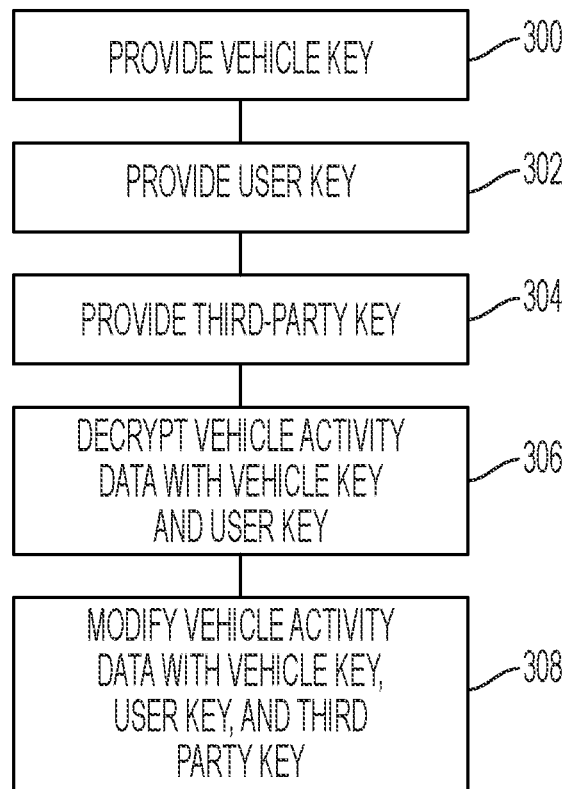 PROVIDE VEHICLE KEY
300
PROVIDE USER KEY
302
PROVIDE THIRD-PARTY KEY
304
DECRYPT VEHICLE ACTIVITY
DATA WITH VEHICLE KEY
AND USER KEY
306
MODIFY VEHICLE ACTIVITY
DATA WITH VEHICLE KEY,
USER KEY, AND THIRD
PARTY KEY
308